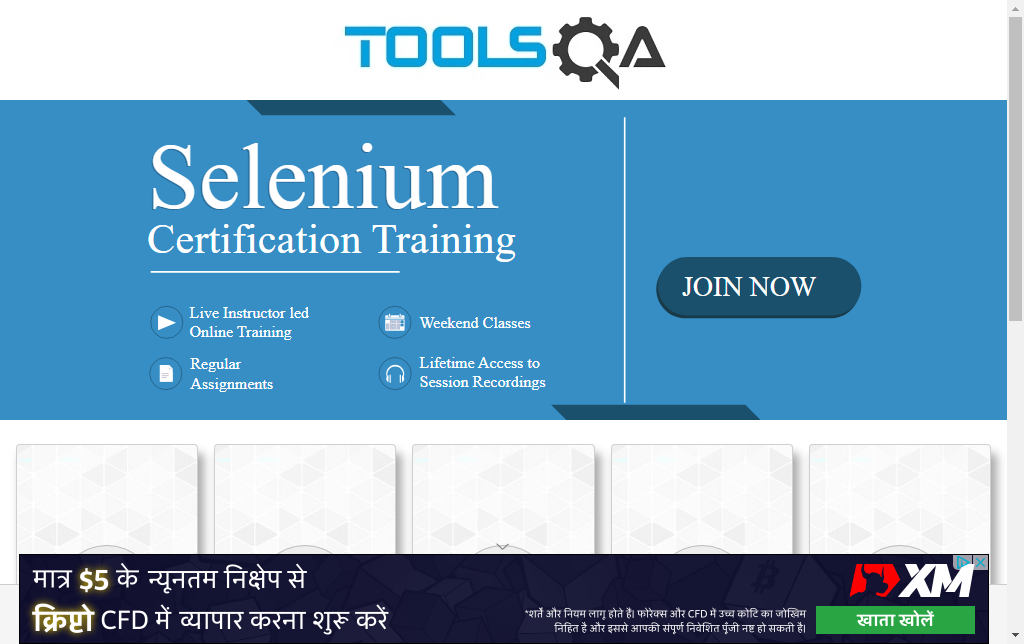 TOOLSQA
Selenium
Certification Training
JOIN NOW
Live Instructor led
Online Training
Weekend Classes
Regular
Assignments
Lifetime Access to
Session Recordings
मात्र $5 के न्यूनतम निक्षेप से
क्रिप्टो CFD में व्यापार करना शुरू करें
*शर्तें और नियम लागू होते हैं। फोरेक्स और CFD में उच्च कोटि का जोखिम
निहित है और इससे आपकी संपूर्ण निवेशित पूँजी नष्ट हो सकती है।
XM
खाता खोलें